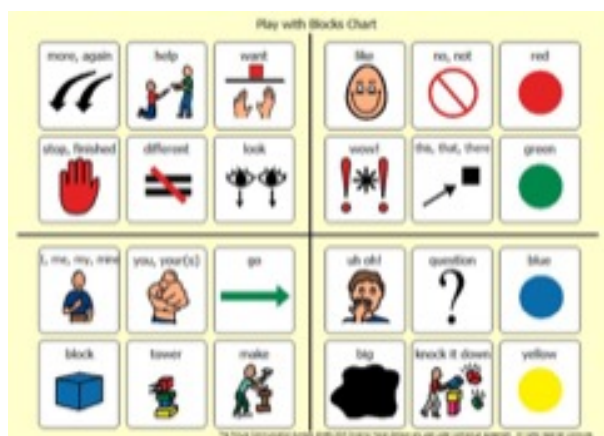 Play with Blocks Chart
more, again help want like no, not red
stop, finished different look wow! this, that, there green
I, me, my, mine you, your(s) go uh oh! question blue
block tower make big knock it down yellow